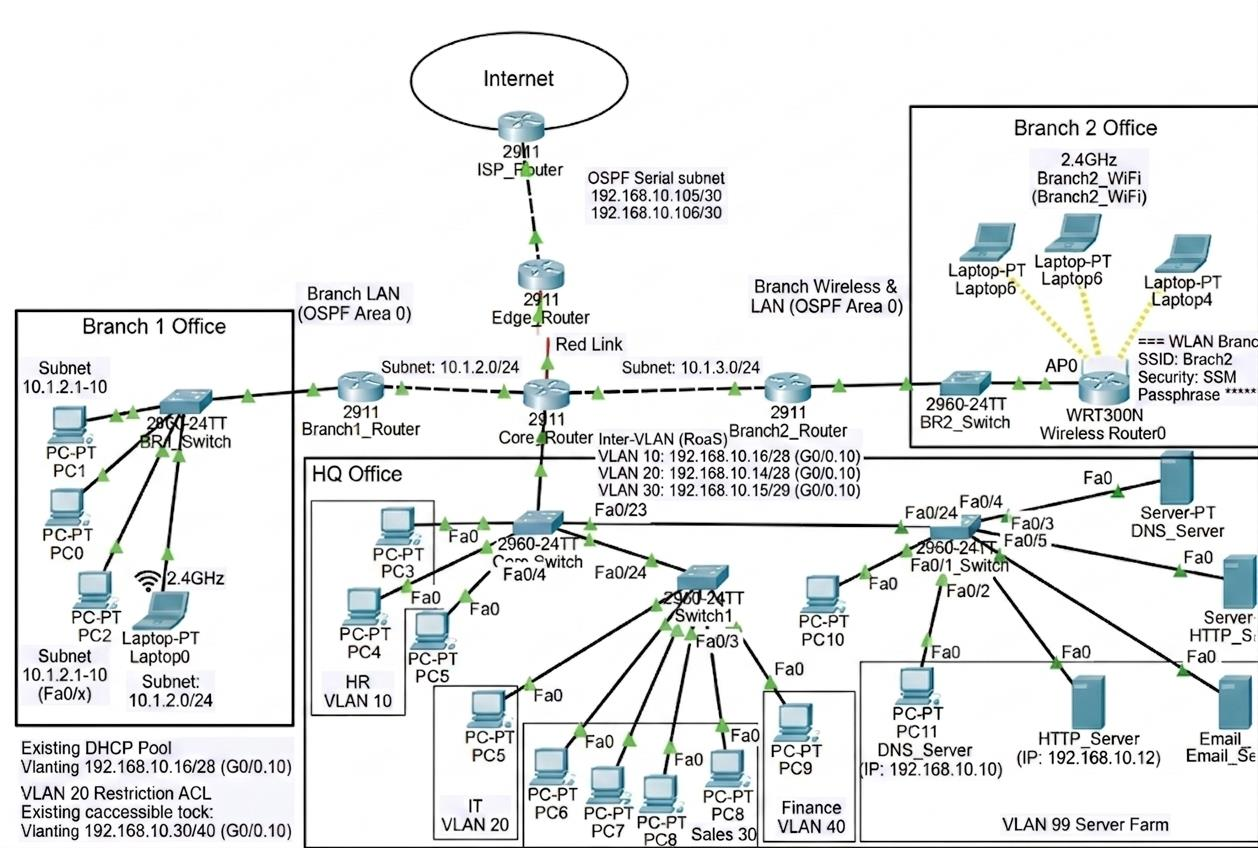 Internet
2911
ISP_Router
OSPF Serial subnet
192.168.10.105/30
192.168.10.106/30
2911
Edge_Router
Red Link
Branch LAN
(OSPF Area 0)
Branch Wireless &
LAN (OSPF Area 0)
Subnet: 10.1.2.0/24
Subnet: 10.1.3.0/24
2911
Branch1_Router
2911
Core_Router
2911
Branch2_Router
Branch 1 Office
Subnet
10.1.2.1-10
2960-24TT
BR1_Switch
PC-PT
PC1
PC-PT
PC0
PC-PT
PC2
2.4GHz
Laptop-PT
Laptop0
Subnet
10.1.2.1-10
(Fa0/x)
Subnet:
10.1.2.0/24
Branch 2 Office
2.4GHz
Branch2_WiFi
(Branch2_WiFi)
Laptop-PT
Laptop6
Laptop-PT
Laptop6
Laptop-PT
Laptop4
AP0
=== WLAN Branc
SSID: Brach2
Security: SSM
Passphrase *****
2960-24TT
BR2_Switch
WRT300N
Wireless Router0
Inter-VLAN (RoaS)
VLAN 10: 192.168.10.16/28 (G0/0.10)
VLAN 20: 192.168.10.14/28 (G0/0.10)
VLAN 30: 192.168.10.15/29 (G0/0.10)
HQ Office
Fa0/23
Fa0/24
Fa0/4
Fa0/3
Fa0/5
Fa0
Server-PT
DNS_Server
PC-PT
PC3
Fa0
2960-24TT
Switch
Fa0/4
Fa0/24
2960-24TT
Fa0/1_Switch
Fa0/2
Fa0
PC-PT
PC4
Fa0
PC-PT
PC5
Fa0
2960-24TT
Switch1
Fa0/3
PC-PT
PC10
Fa0
Server-
HTTP_S
HR
VLAN 10
PC-PT
PC5
Fa0
IT
VLAN 20
PC-PT
PC6
Fa0
PC-PT
PC7
PC-PT
PC8
Fa0
PC-PT
PC8
Fa0
Sales 30
PC-PT
PC9
Fa0
Finance
VLAN 40
PC-PT
PC11
Fa0
DNS_Server
(IP: 192.168.10.10)
Fa0
HTTP_Server
(IP: 192.168.10.12)
Fa0
Email
Email_Se
VLAN 99 Server Farm
Existing DHCP Pool
Vlanting 192.168.10.16/28 (G0/0.10)
VLAN 20 Restriction ACL
Existing caccessible tock:
Vlanting 192.168.10.30/40 (G0/0.10)